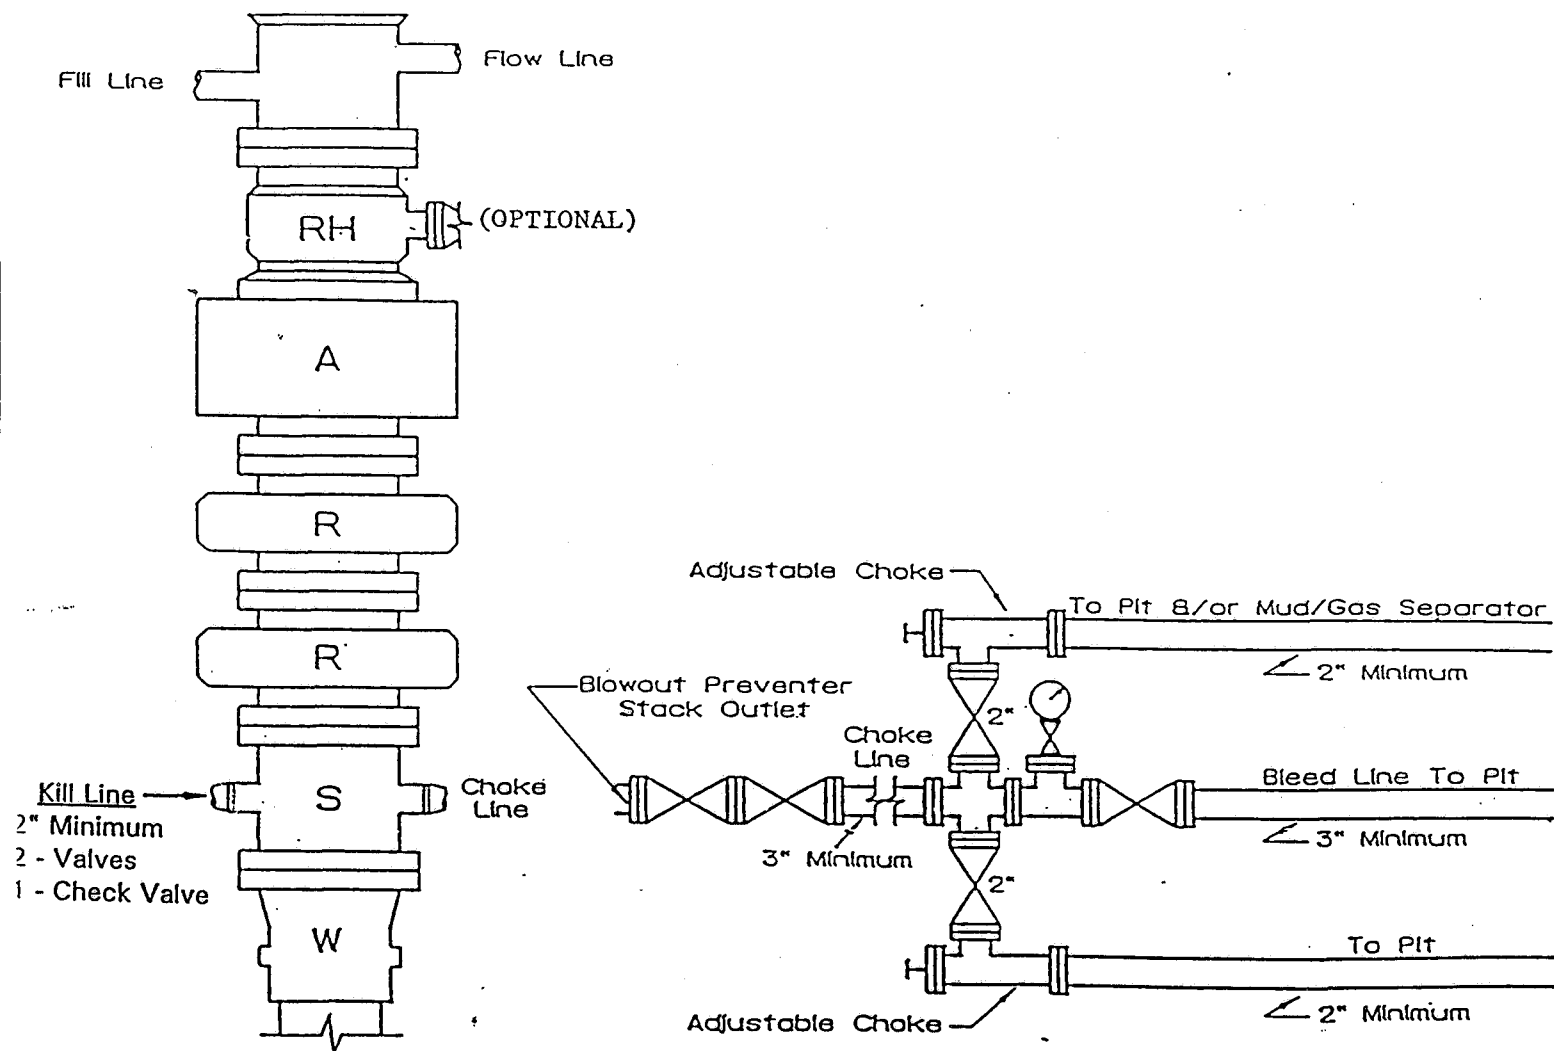 Fill Line
Flow Line
RH
(OPTIONAL)
A
R
R
Kill Line
2" Minimum
2 - Valves
1 - Check Valve
S
Choke
Line
W
Adjustable Choke
To Pit &/or Mud/Gas Separator
2" Minimum
Blowout Preventer
Stack Outlet
2"
Choke
Line
Bleed Line To Pit
3" Minimum
3" Minimum
2"
To Pit
Adjustable Choke
2" Minimum